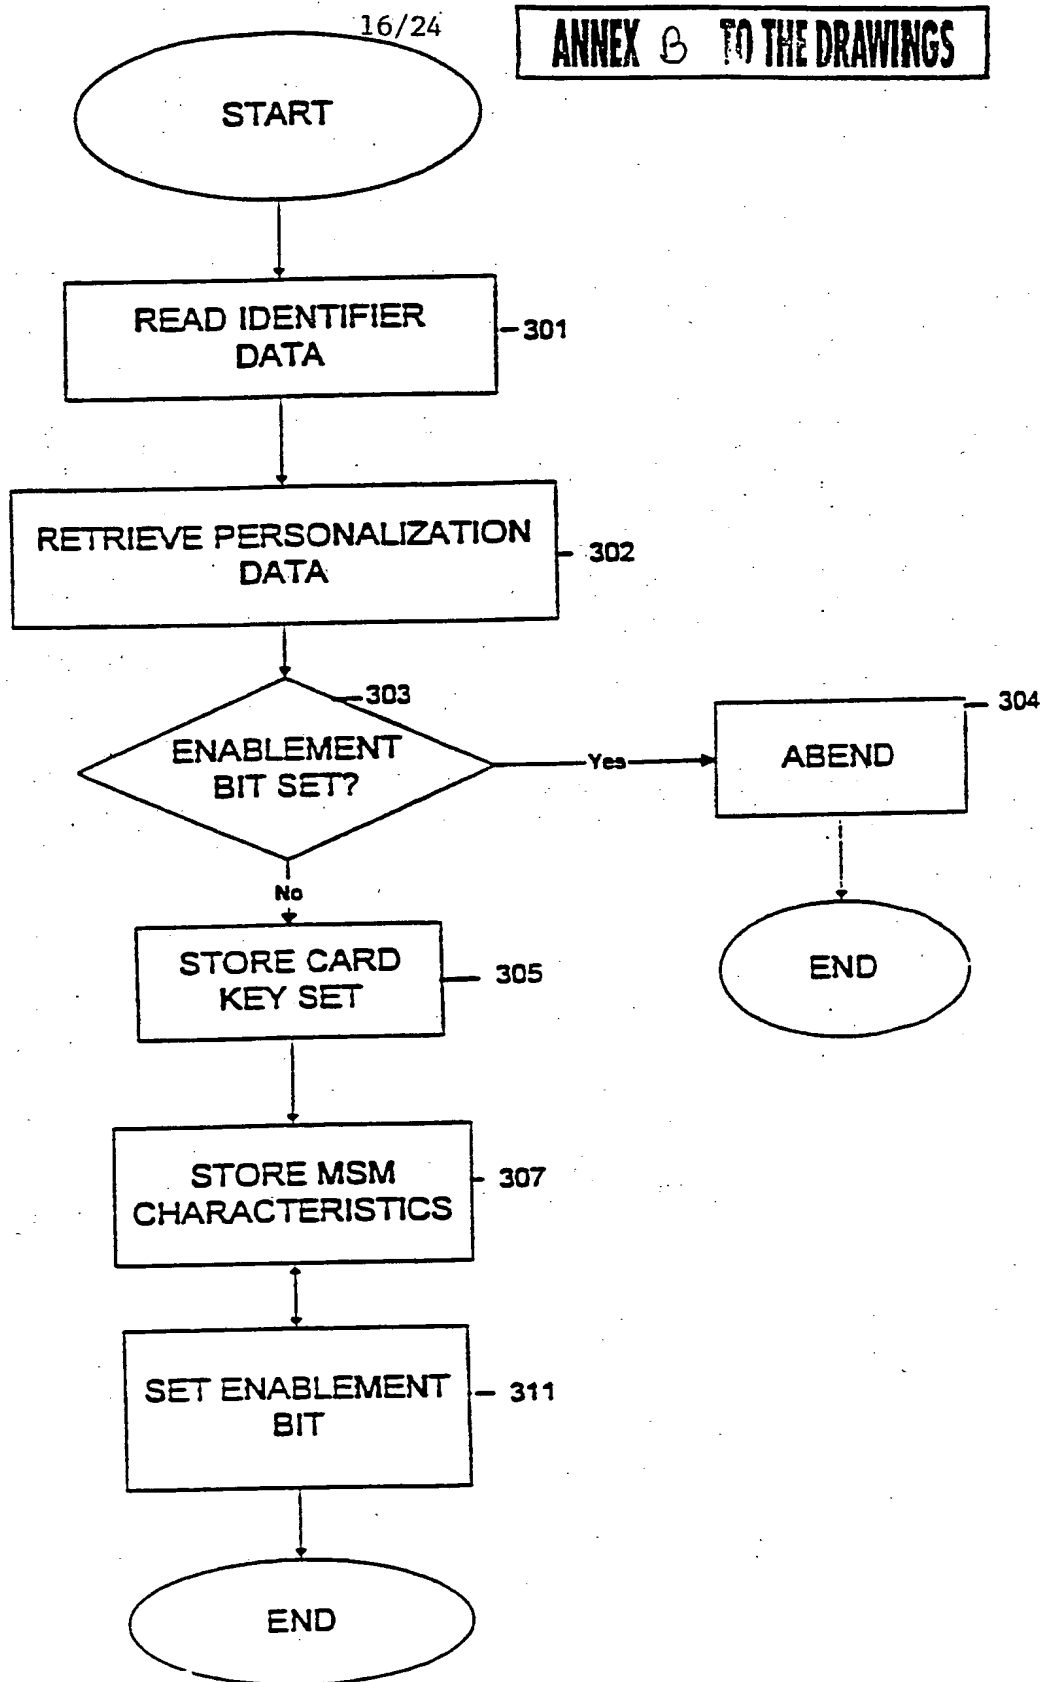 16/24
ANNEX B TO THE DRAWINGS
START
READ IDENTIFIER
DATA
301
RETRIEVE PERSONALIZATION
DATA
302
303
ENABLEMENT
BIT SET?
Yes
304
ABEND
END
No
STORE CARD
KEY SET
305
STORE MSM
CHARACTERISTICS
307
SET ENABLEMENT
BIT
311
END